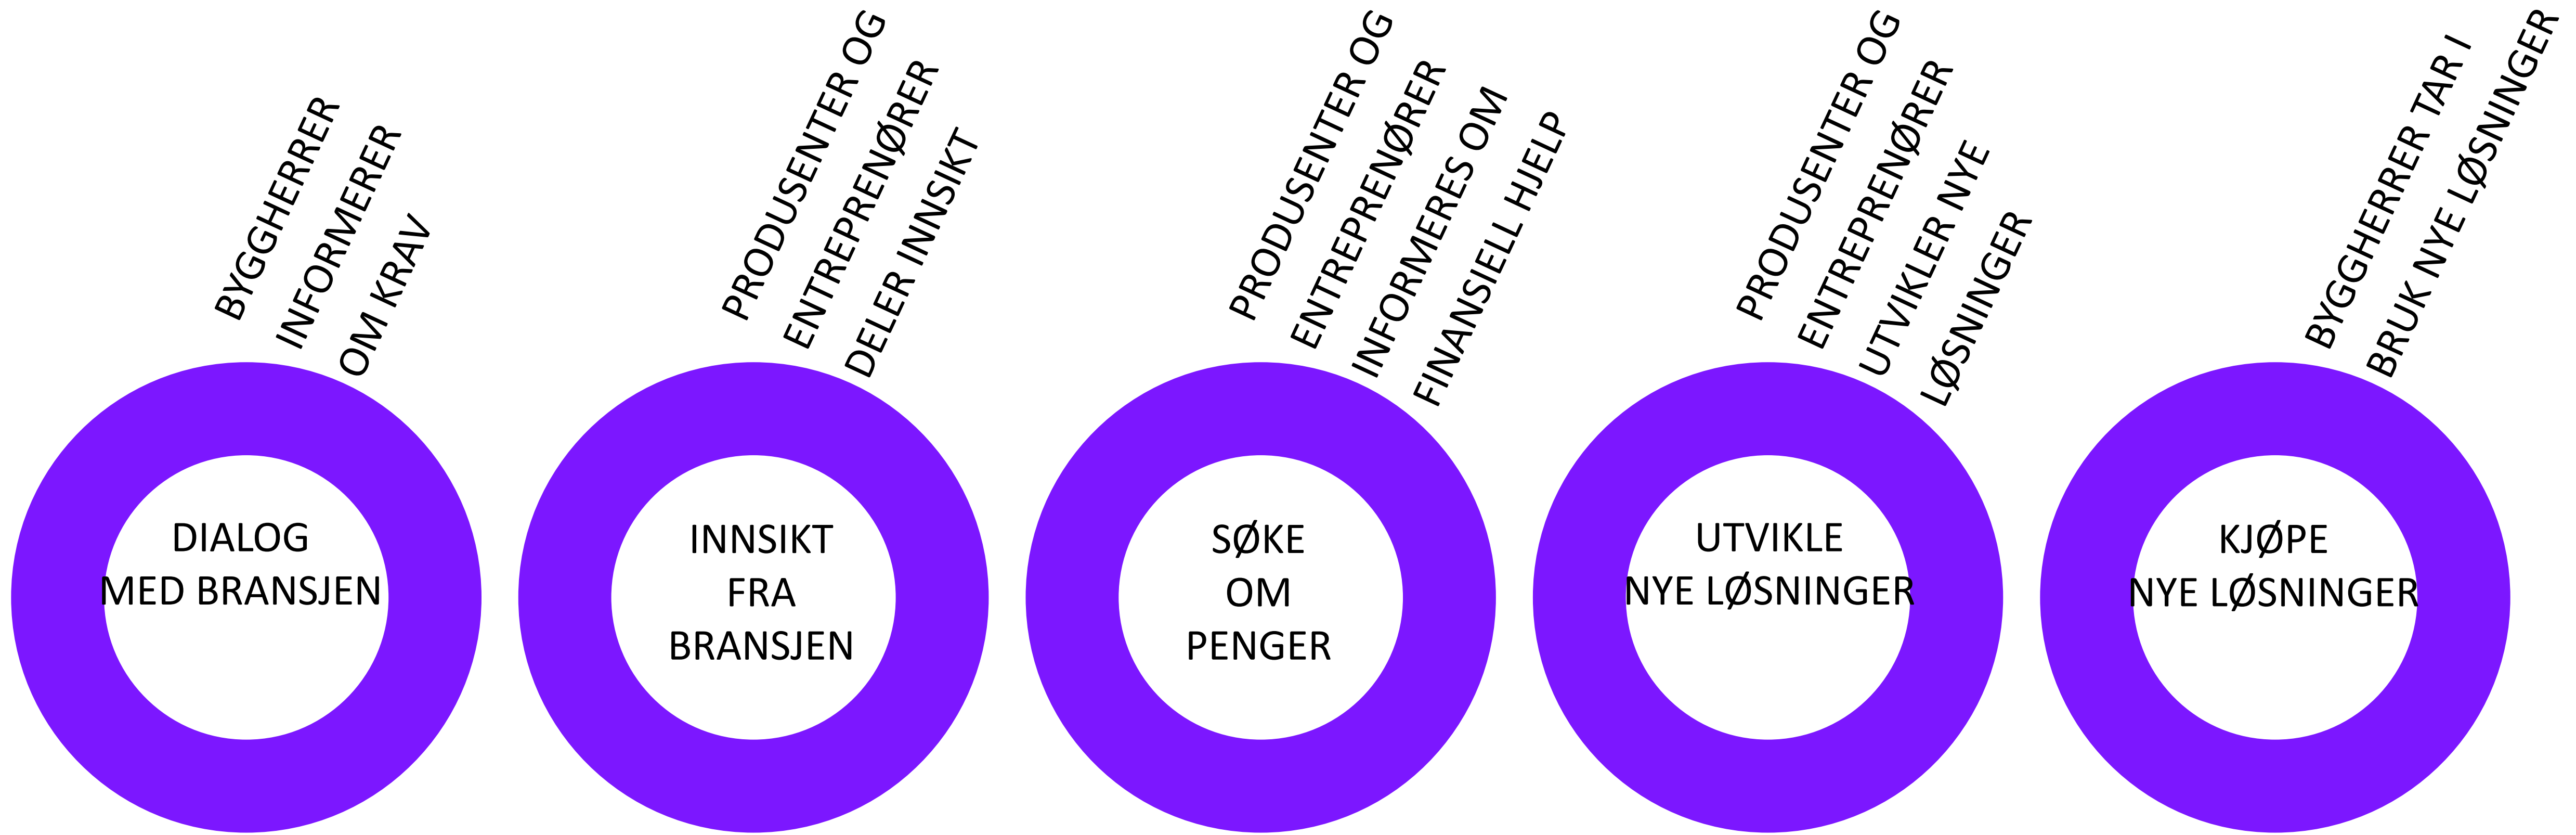 BYGGHERRER
INFORMERER
OM KRAV
DIALOG
MED BRANSJEN
PRODUSENTER OG
ENTREPRENØRER
DELER INNSIKT
INNSIKT
FRA
BRANSJEN
PRODUSENTER OG
ENTREPRENØRER
INFORMERES OM
FINANSIELL HJELP
SØKE
OM
PENGER
PRODUSENTER OG
ENTREPRENØRER
UTVIKLER NYE
LØSNINGER
UTVIKLE
NYE LØSNINGER
BYGGHERRER TAR I
BRUK NYE LØSNINGER
KJØPE
NYE LØSNINGER